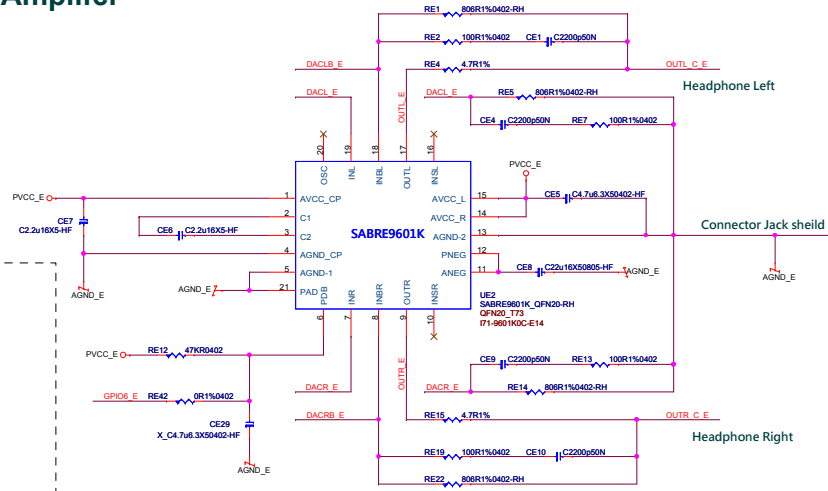 Amplifer
RE1 806R1%0402-RH
RE2 100R1%0402 CE1 C2200p50N
DACLB_E RE4 4.7R1% OUTL_C_E
Headphone Left
DACL_E OUTL_E DACL_E RE5 806R1%0402-RH
CE4 C2200p50N RE7 100R1%0402
20 19 18 17 16
OSC INL INBL OUTL INSL
PVCC_E
PVCC_E 1 AVCC_CP AVCC_L 15 CE5 C4.7u6.3X50402-HF
CE7
C2.2u16X5-HF
2 C1 AVCC_R 14
CE6 C2.2u16X5-HF 3 C2 SABRE9601K AGND-2 13
Connector Jack sheild
4 AGND_CP PNEG 12
5 AGND-1 ANEG 11 CE8 C22u16X50805-HF AGND_E
AGND_E AGND_E 21 PAD AGND_E
PDB INR INBR OUTR INSR
6 7 8 9 10
UE2
SABRE9601K_QFN20-RH
QFN20_T73
I71-9601K0C-E14
PVCC_E RE12 47KR0402
CE9 C2200p50N RE13 100R1%0402
GPIO6_E RE42 0R1%0402
DACR_E OUTR_E DACR_E RE14 806R1%0402-RH
DACRB_E RE15 4.7R1% OUTR_C_E
CE29
X_C4.7u6.3X50402-HF
Headphone Right
RE19 100R1%0402 CE10 C2200p50N
AGND_E
RE22 806R1%0402-RH